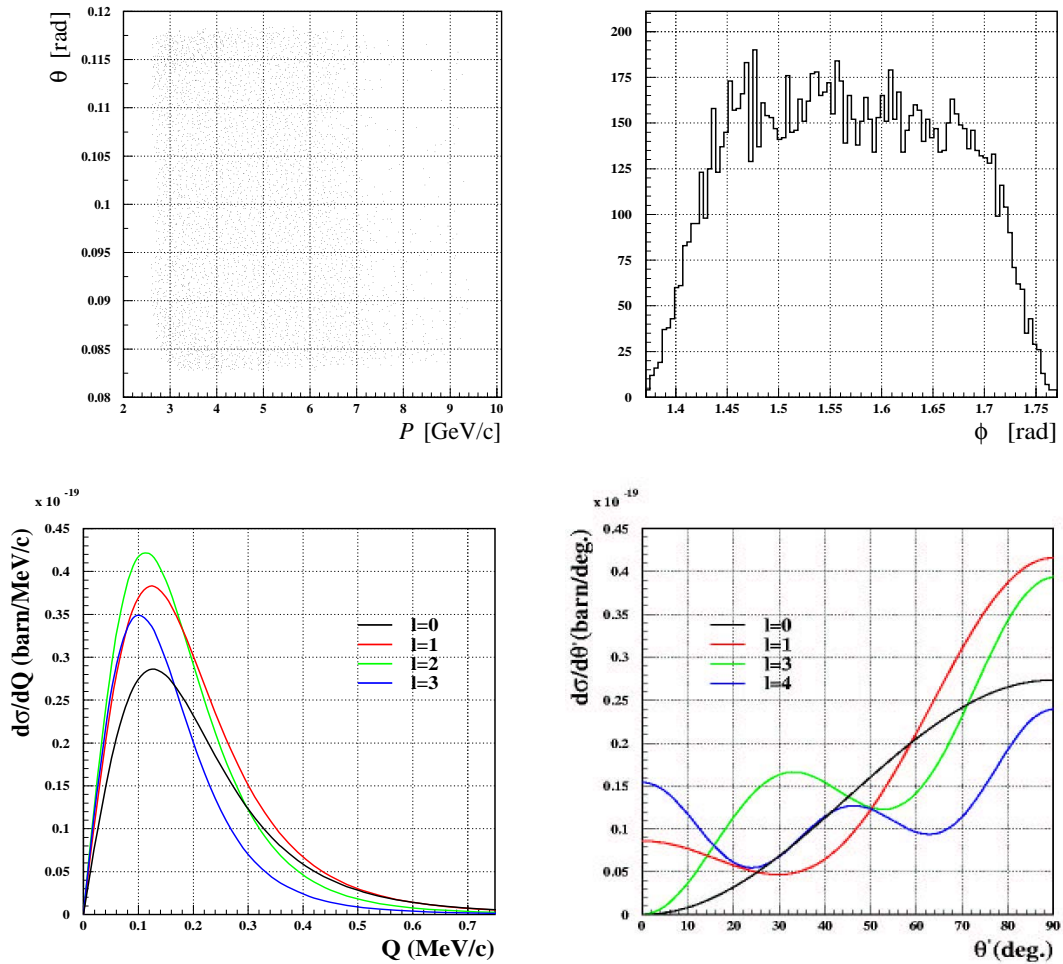 θ [rad]
0.12
0.115
0.11
0.105
0.1
0.095
0.09
0.085
0.08
2 3 4 5 6 7 8 9 10
P [GeV/c]
200
175
150
125
100
75
50
25
0
1.4 1.45 1.5 1.55 1.6 1.65 1.7 1.75
ϕ [rad]
x 10 -19
dσ/dQ (barn/MeV/c)
0.45
0.4
0.35
0.3
0.25
0.2
0.15
0.1
0.05
0
l=0
l=1
l=2
l=3
0 0.1 0.2 0.3 0.4 0.5 0.6 0.7
Q (MeV/c)
x 10 -19
dσ/dθ'(barn/deg.)
0.45
0.4
0.35
0.3
0.25
0.2
0.15
0.1
0.05
0
l=0
l=1
l=3
l=4
0 10 20 30 40 50 60 70 80 90
θ'(deg.)